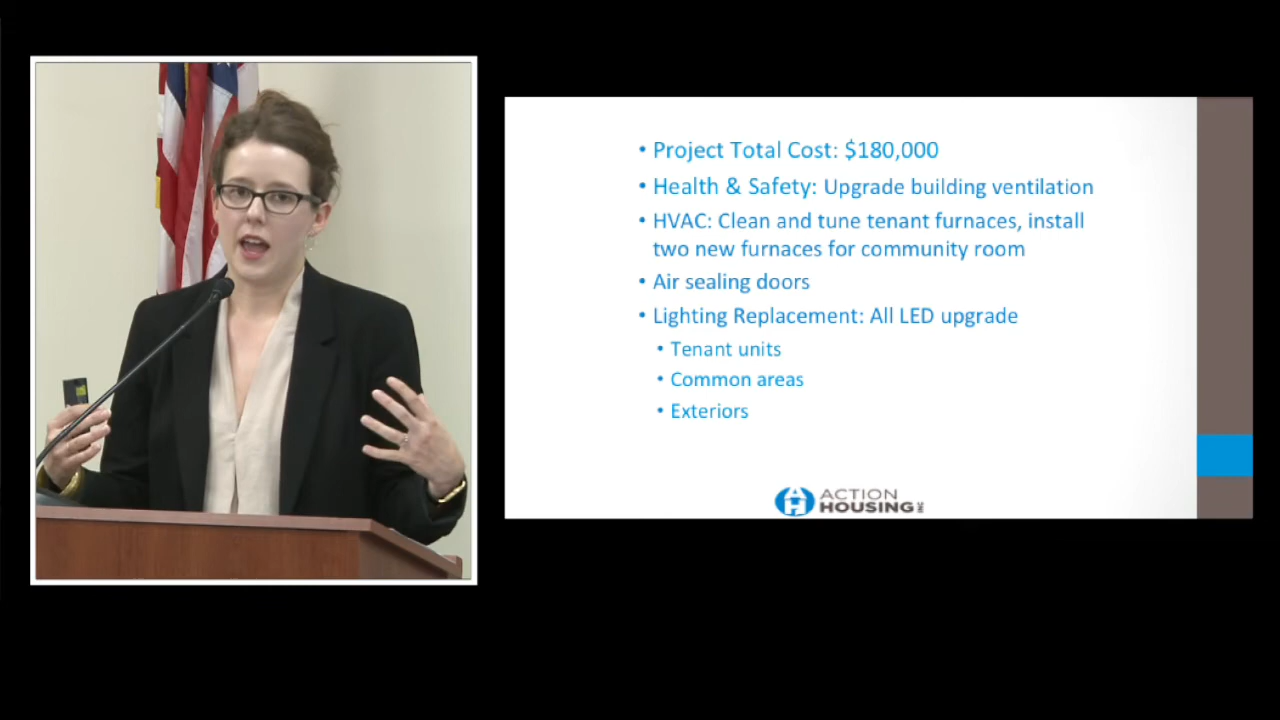 • Project Total Cost: $180,000
• Health & Safety: Upgrade building ventilation
• HVAC: Clean and tune tenant furnaces, install
two new furnaces for community room
• Air sealing doors
• Lighting Replacement: All LED upgrade
• Tenant units
• Common areas
• Exteriors
ACTION
HOUSING INC